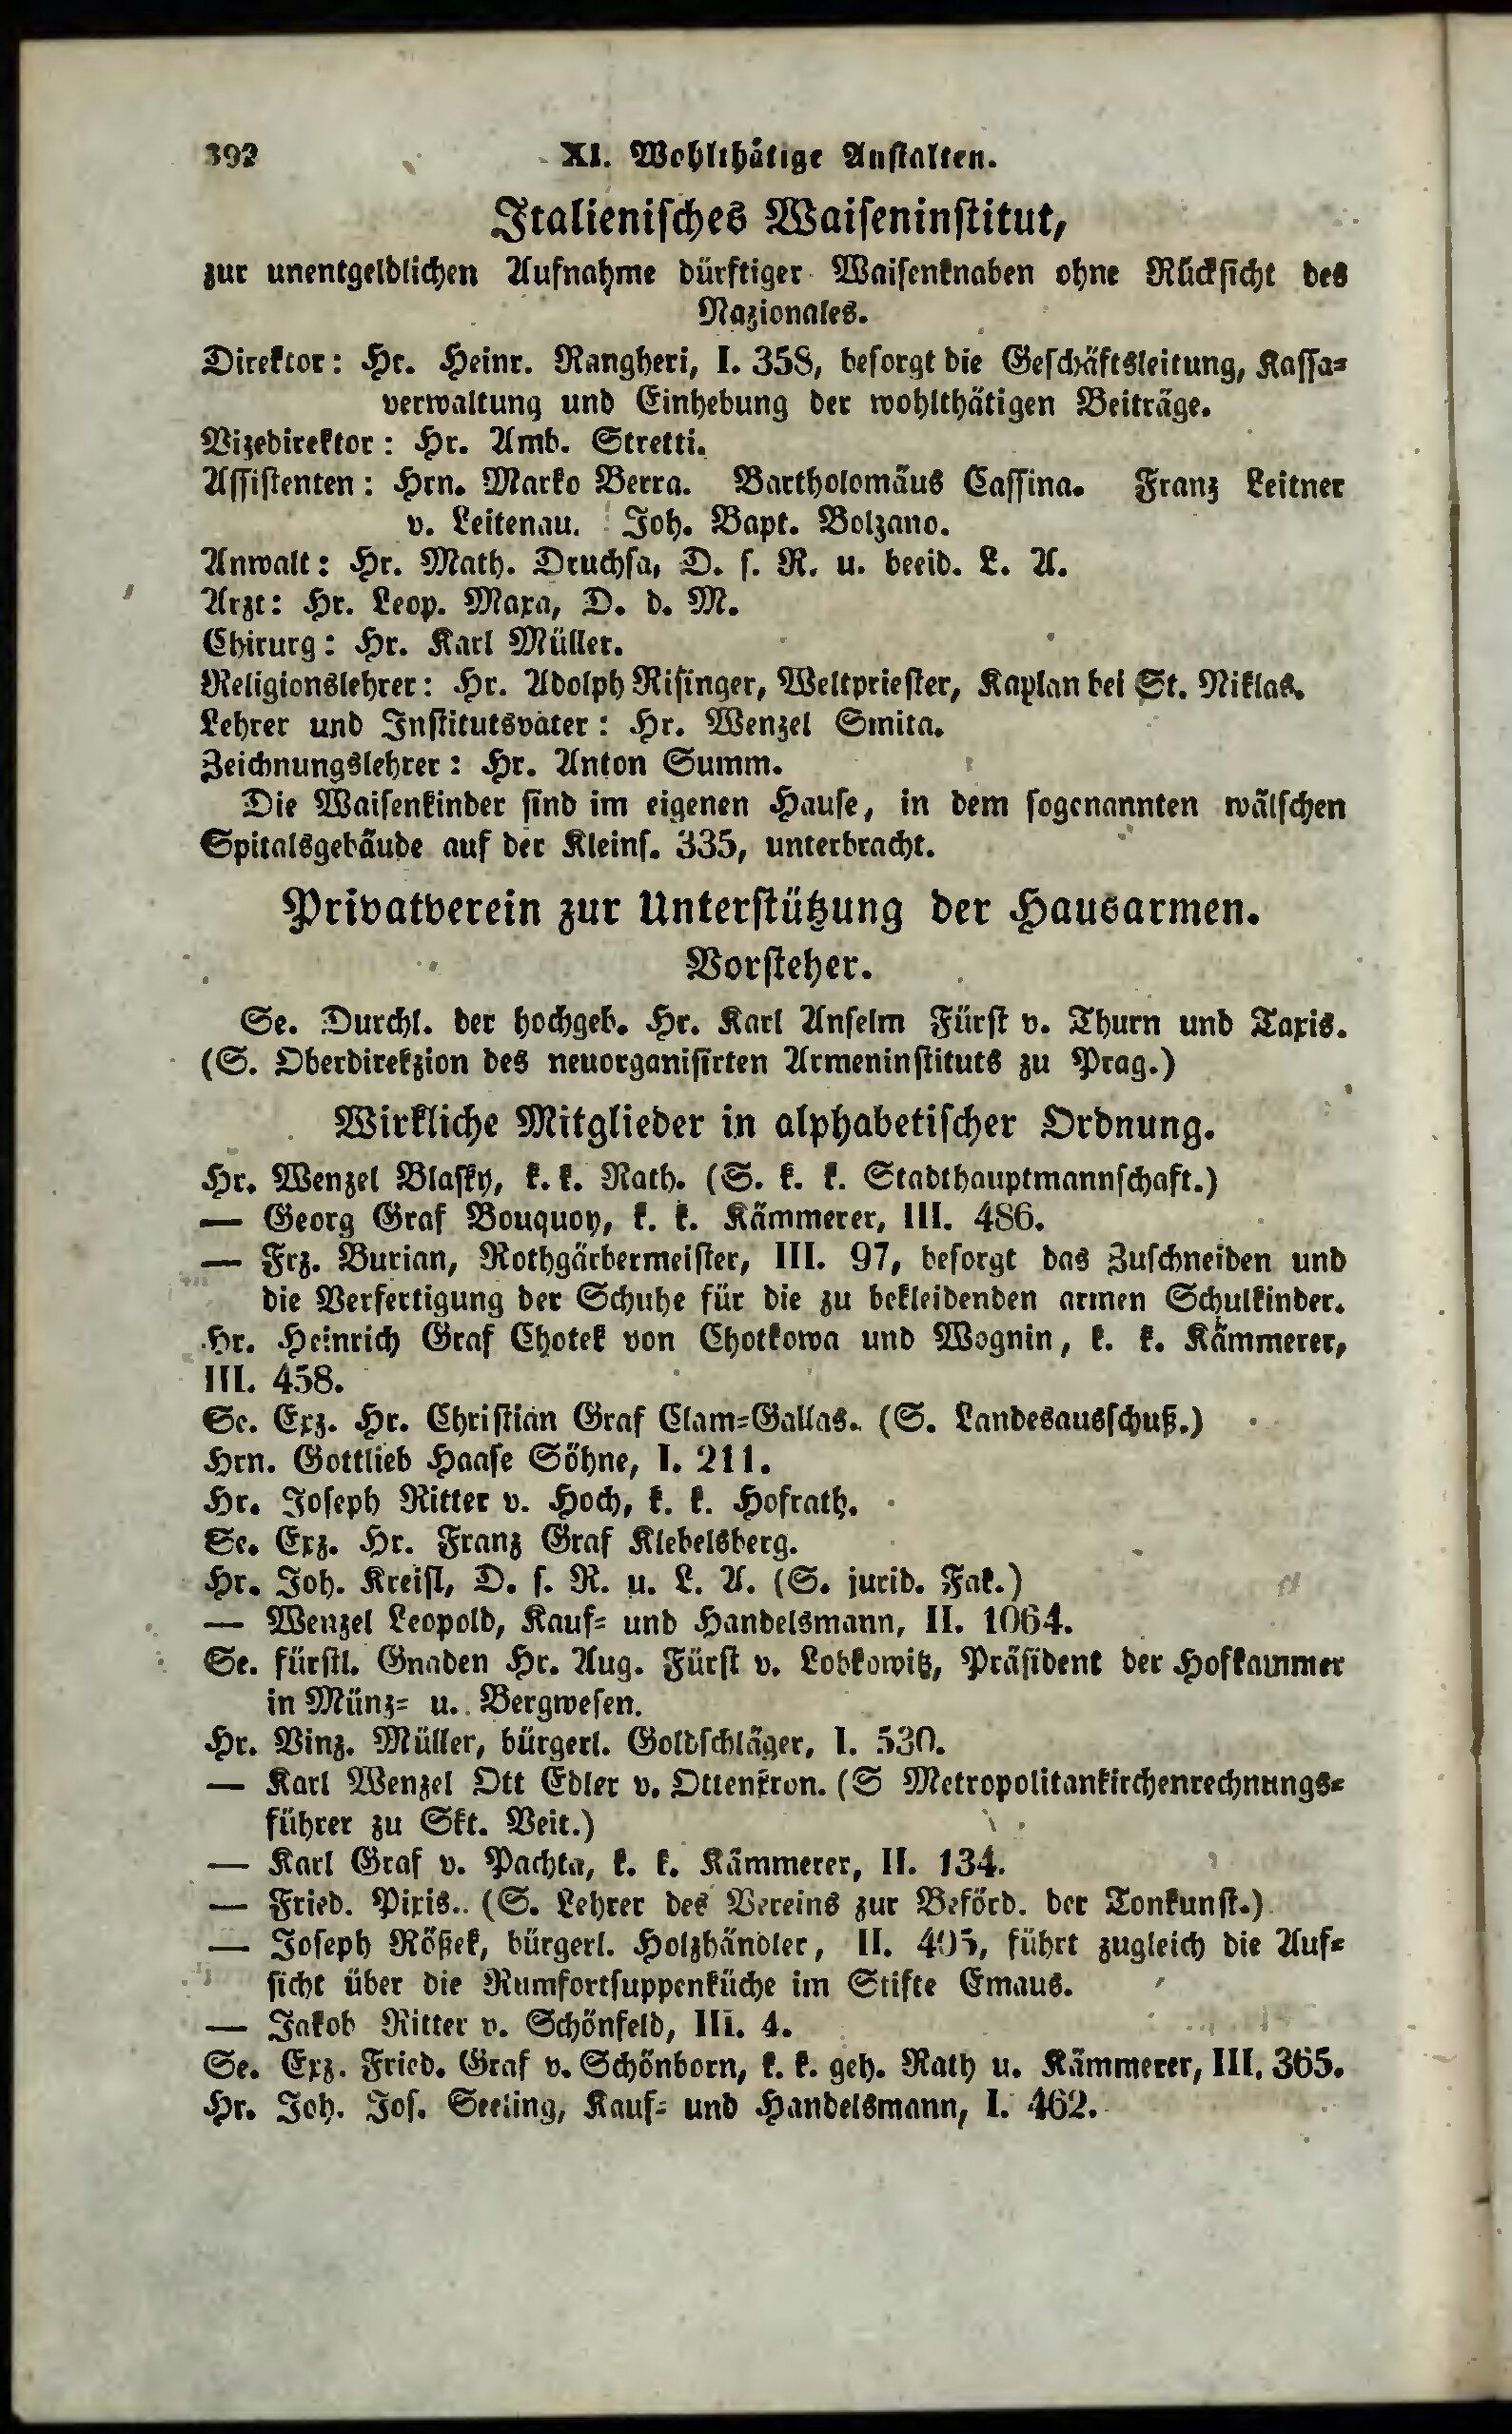 392 XI. Wohlthätige Anstalten.
Italienisches Waiseninstitut,
zur unentgeldlichen Aufnahme dürftiger Waisenknaben ohne Rücksicht des
Nazionales.
Direktor: Hr. Heinr. Rangheri, I. 358, besorgt die Geschäftsleitung, Kassa-
verwaltung und Einhebung der wohlthätigen Beiträge.
Vizedirektor: Hr. Amb. Stretti.
Assistenten: Hrn. Marko Berra. Bartholomäus Cassina. Franz Leitner
v. Leitenau. Joh. Bapt. Bolzano.
Anwalt: Hr. Math. Druchsa, D. s. R. u. beeid. L. A.
Arzt: Hr. Leop. Maxa, D. d. M.
Chirurg: Hr. Karl Müller.
Religionslehrer: Hr. Adolph Risinger, Weltpriester, Kaplan bei St. Niklas.
Lehrer und Institutsvater: Hr. Wenzel Smita.
Zeichnungslehrer: Hr. Anton Summ.
Die Waisenkinder sind im eigenen Hause, in dem sogenannten wälschen
Spitalsgebäude auf der Kleins. 335, unterbracht.
Privatverein zur Unterstützung der Hausarmen.
Vorsteher.
Se. Durchl. der hochgeb. Hr. Karl Anselm Fürst v. Thurn und Taxis.
(S. Oberdirekzion des neuorganisirten Armeninstituts zu Prag.)
Wirkliche Mitglieder in alphabetischer Ordnung.
Hr. Wenzel Blasky, k. k. Rath. (S. k. k. Stadthauptmannschaft.)
— Georg Graf Bouquoy, k. k. Kämmerer, III. 486.
— Frz. Burian, Rothgärbermeister, III. 97, besorgt das Zuschneiden und
die Verfertigung der Schuhe für die zu bekleidenden armen Schulkinder.
Hr. Heinrich Graf Chotek von Chotkowa und Wognin, k. k. Kämmerer,
III. 458.
Se. Exz. Hr. Christian Graf Clam-Gallas. (S. Landesausschuß.)
Hrn. Gottlieb Haase Söhne, I. 211.
Hr. Joseph Ritter v. Hoch, k. k. Hofrath.
Se. Exz. Hr. Franz Graf Klebelsberg.
Hr. Joh. Kreisl, D. s. R. u. L. A. (S. jurid. Fak.)
— Wenzel Leopold, Kauf- und Handelsmann, II. 1064.
Se. fürstl. Gnaden Hr. Aug. Fürst v. Lobkowitz, Präsident der Hofkammer
in Münz- u. Bergwesen.
Hr. Vinz. Müller, bürgerl. Goldschläger, I. 530.
— Karl Wenzel Ott Edler v. Ottenkron. (S Metropolitankirchenrechnungs-
führer zu Skt. Veit.)
— Karl Graf v. Pachta, k. k. Kämmerer, II. 134.
— Fried. Pixis. (S. Lehrer des Vereins zur Beförd. der Tonkunst.)
— Joseph Rößek, bürgerl. Holzhändler, II. 405, führt zugleich die Auf-
sicht über die Rumfortsuppenküche im Stifte Emaus.
— Jakob Ritter v. Schönfeld, III. 4.
Se. Exz. Fried. Graf v. Schönborn, k. k. geh. Rath u. Kämmerer, III. 365.
Hr. Joh. Jos. Seeling, Kauf- und Handelsmann, I. 462.